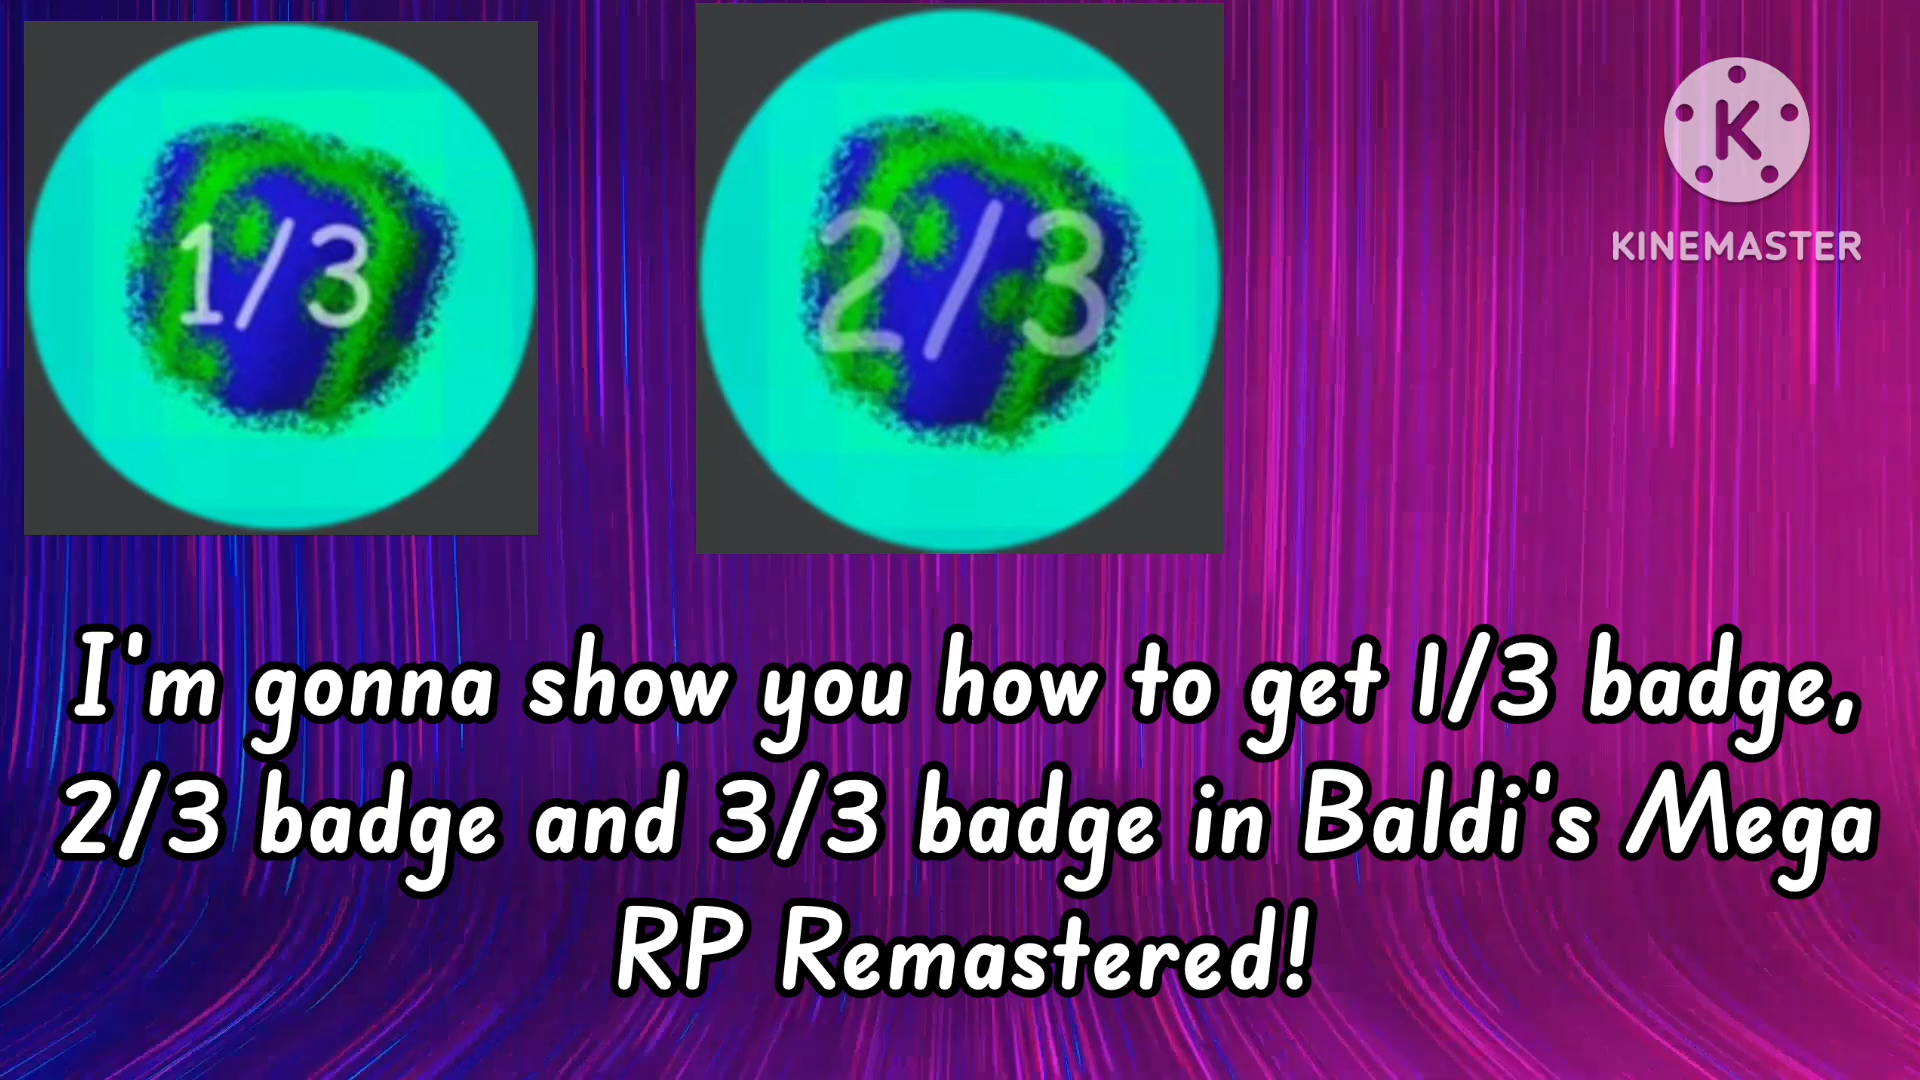 1/3
2/3
K
KINEMASTER
I'm gonna show you how to get 1/3 badge,
2/3 badge and 3/3 badge in Baldi's Mega
RP Remastered!